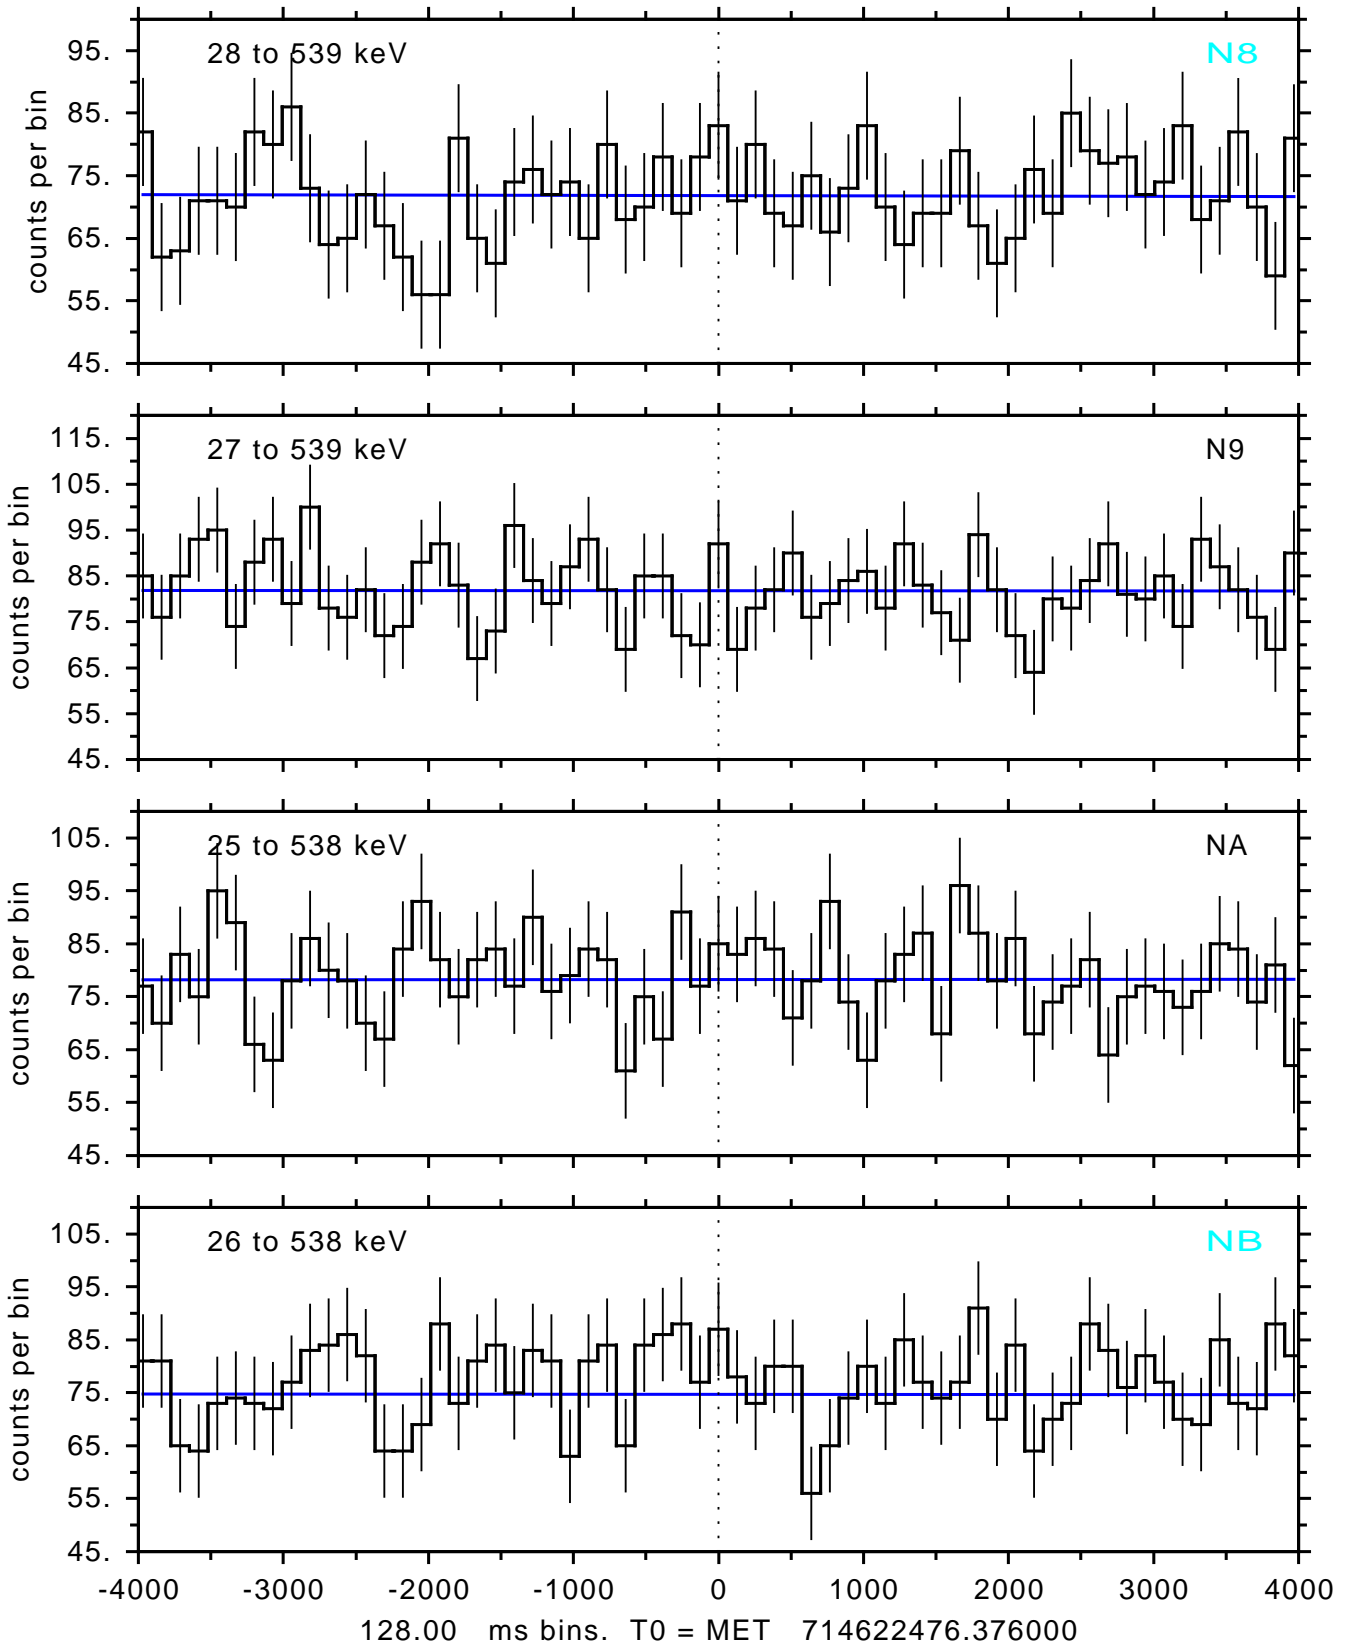 28 to 539 keV N8
95.
85.
75.
65.
55.
45.
counts per bin
27 to 539 keV N9
115.
105.
95.
85.
75.
65.
55.
45.
counts per bin
25 to 538 keV NA
105.
95.
85.
75.
65.
55.
45.
counts per bin
26 to 538 keV NB
105.
95.
85.
75.
65.
55.
45.
counts per bin
-4000 -3000 -2000 -1000 0 1000 2000 3000 4000
128.00 ms bins. T0 = MET 714622476.376000